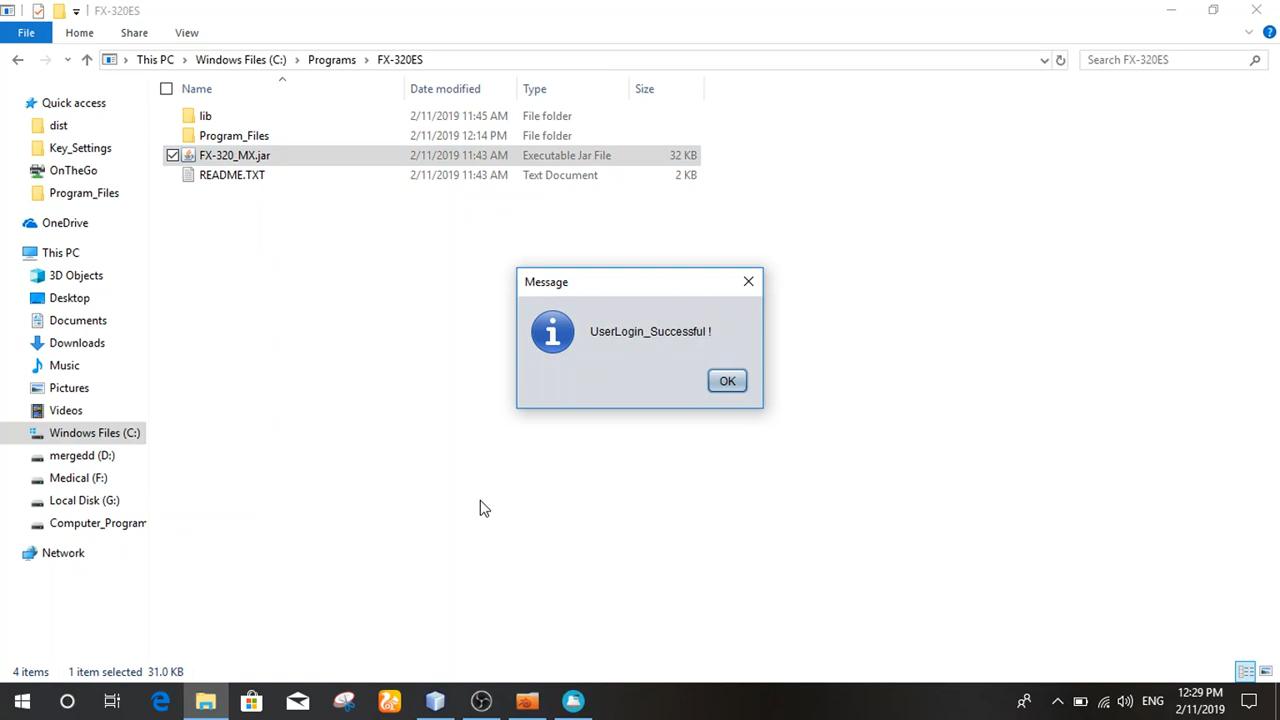 FX-320ES
File Home Share View
This PC Windows Files (C:) Programs FX-320ES Search FX-320ES
Name Date modified Type Size
lib 2/11/2019 11:45 AM File folder
Program_Files 2/11/2019 12:14 PM File folder
FX-320_MX.jar 2/11/2019 11:43 AM Executable Jar File 32 KB
README.TXT 2/11/2019 11:43 AM Text Document 2 KB
Quick access
dist
Key_Settings
OnTheGo
Program_Files
OneDrive
This PC
3D Objects
Desktop
Documents
Downloads
Music
Pictures
Videos
Windows Files (C:)
mergedd (D:)
Medical (F:)
Local Disk (G:)
Computer_Program
Network
Message
UserLogin_Successful !
OK
4 items 1 item selected 31.0 KB
ENG 12:29 PM
2/11/2019